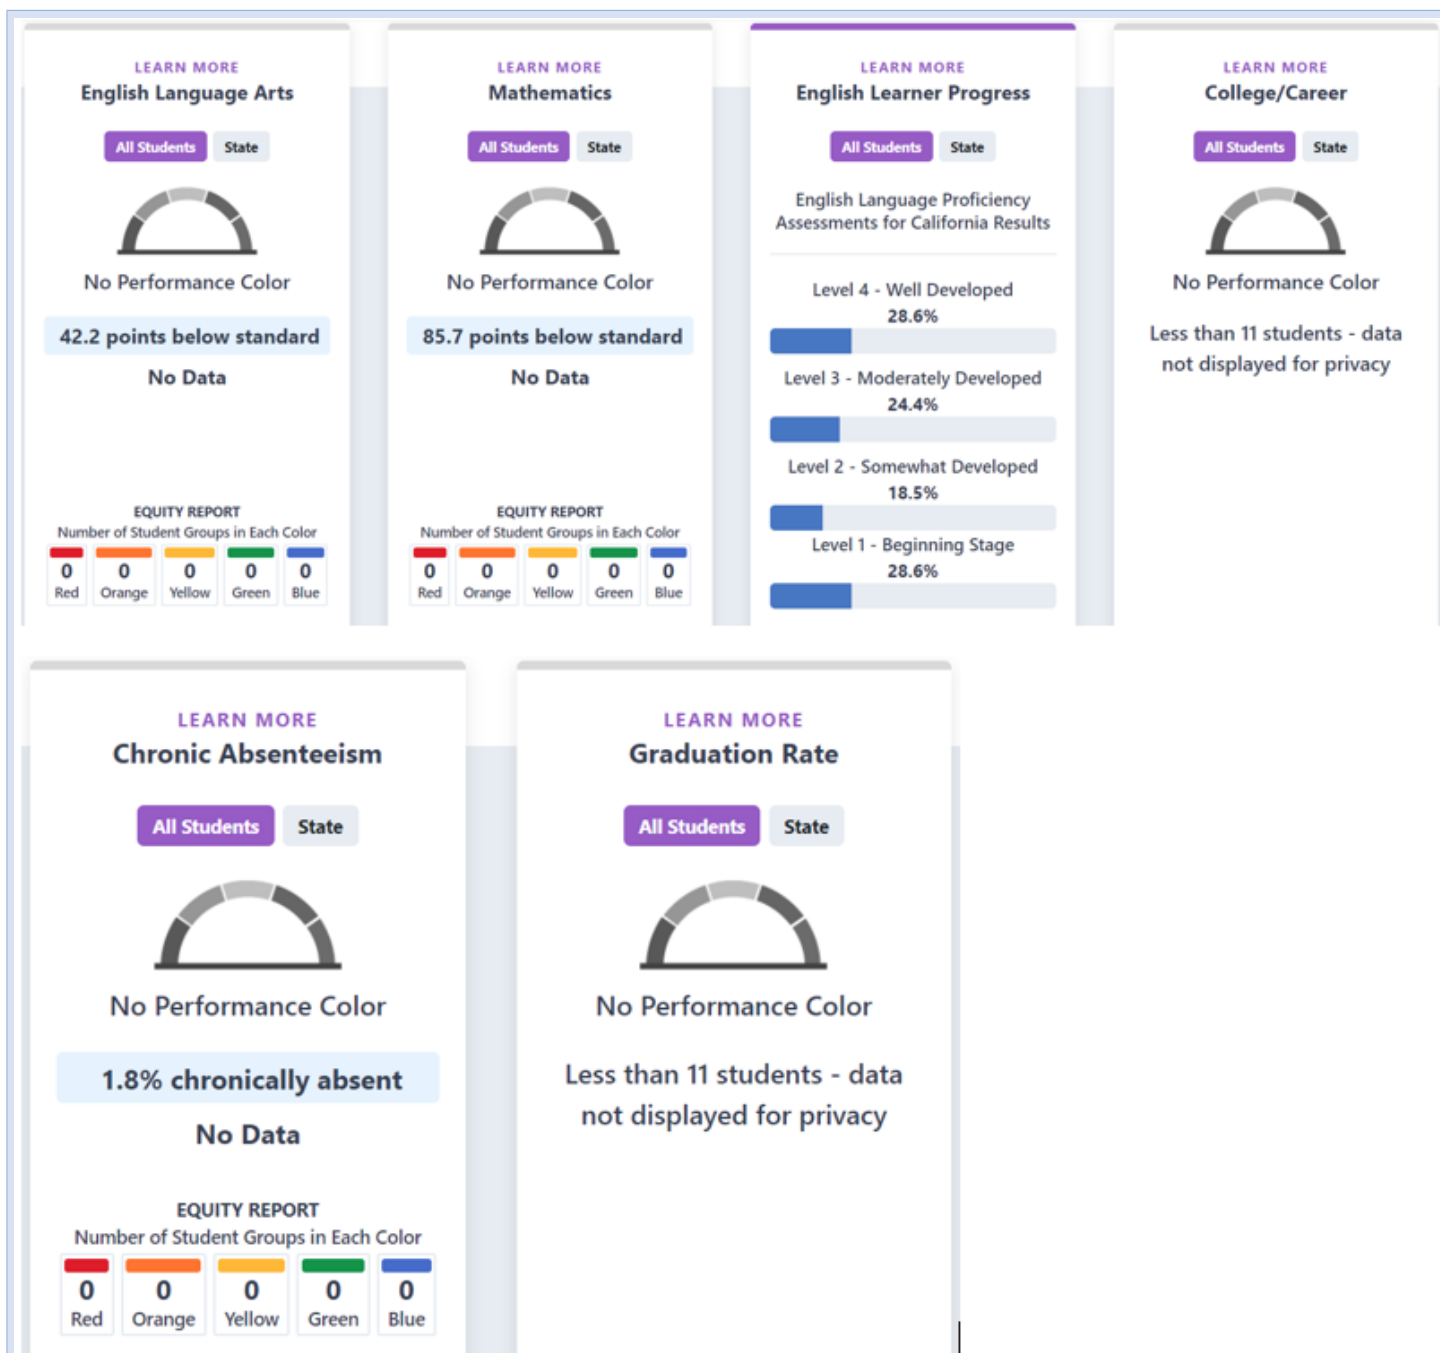 LEARN MORE
English Language Arts
All Students State
No Performance Color
42.2 points below standard
No Data
EQUITY REPORT
Number of Student Groups in Each Color
0 0 0 0 0
Red Orange Yellow Green Blue
LEARN MORE
Mathematics
All Students State
No Performance Color
85.7 points below standard
No Data
EQUITY REPORT
Number of Student Groups in Each Color
0 0 0 0 0
Red Orange Yellow Green Blue
LEARN MORE
English Learner Progress
All Students State
English Language Proficiency
Assessments for California Results
Level 4 - Well Developed
28.6%
Level 3 - Moderately Developed
24.4%
Level 2 - Somewhat Developed
18.5%
Level 1 - Beginning Stage
28.6%
LEARN MORE
College/Career
All Students State
No Performance Color
Less than 11 students - data
not displayed for privacy
LEARN MORE
Chronic Absenteeism
All Students State
No Performance Color
1.8% chronically absent
No Data
EQUITY REPORT
Number of Student Groups in Each Color
0 0 0 0 0
Red Orange Yellow Green Blue
LEARN MORE
Graduation Rate
All Students State
No Performance Color
Less than 11 students - data
not displayed for privacy